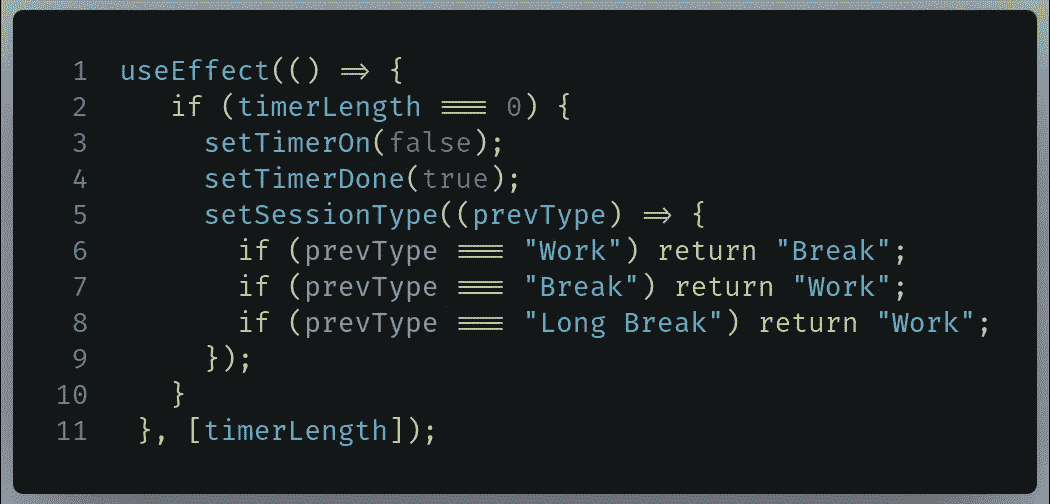 1 useEffect(() => {
2 if (timerLength === 0) {
3 setTimerOn(false);
4 setTimerDone(true);
5 setSessionType((prevType) => {
6 if (prevType === "Work") return "Break";
7 if (prevType === "Break") return "Work";
8 if (prevType === "Long Break") return "Work";
9 });
10 }
11 }, [timerLength]);